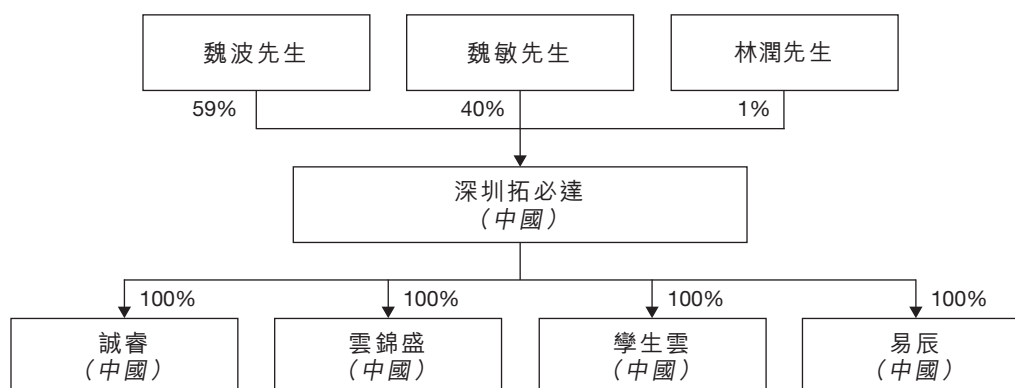 魏波先生
魏敏先生
林潤先生
59%
40%
1%
深圳拓必達
（中國）
100%
100%
100%
100%
誠睿
（中國）
雲錦盛
（中國）
孿生雲
（中國）
易辰
（中國）